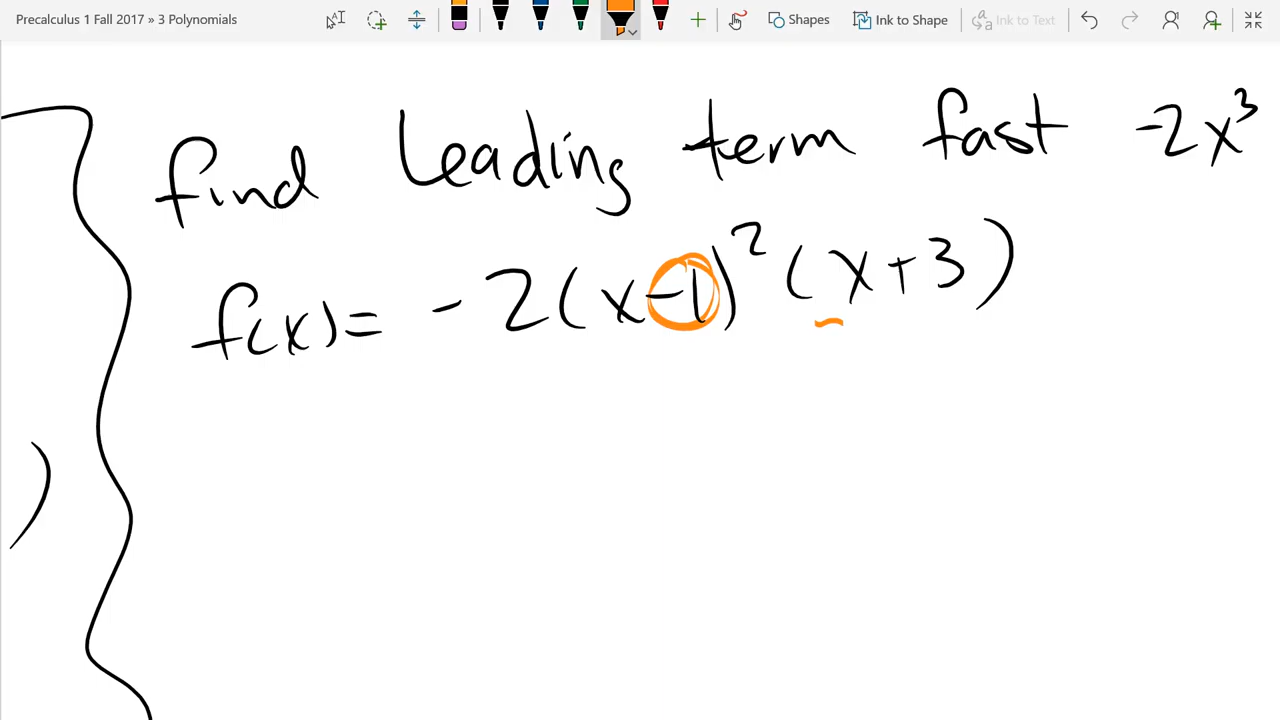 Precalculus 1 Fall 2017 » 3 Polynomials
Shapes
Ink to Shape
Ink to Text
find leading term fast -2x³
f(x) = -2(x-1)²(x+3)
)